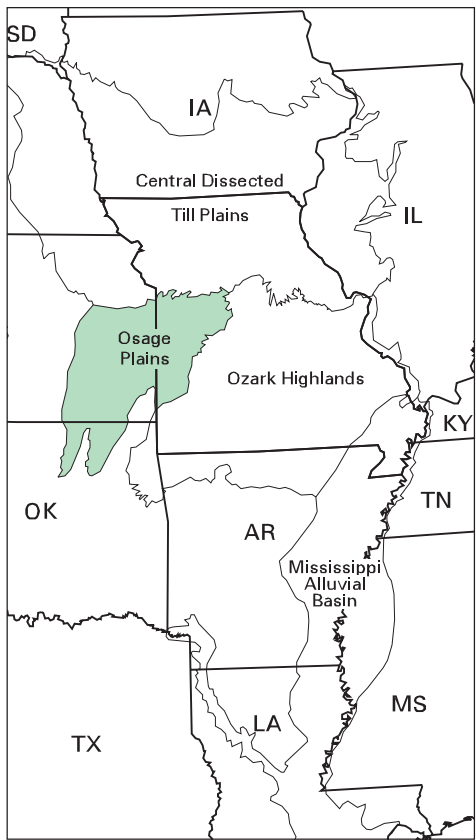 SD
IA
Central Dissected
Till Plains
IL
Osage
Plains
Ozark Highlands
KY
TN
OK
AR
Mississippi
Alluvial
Basin
MS
LA
TX